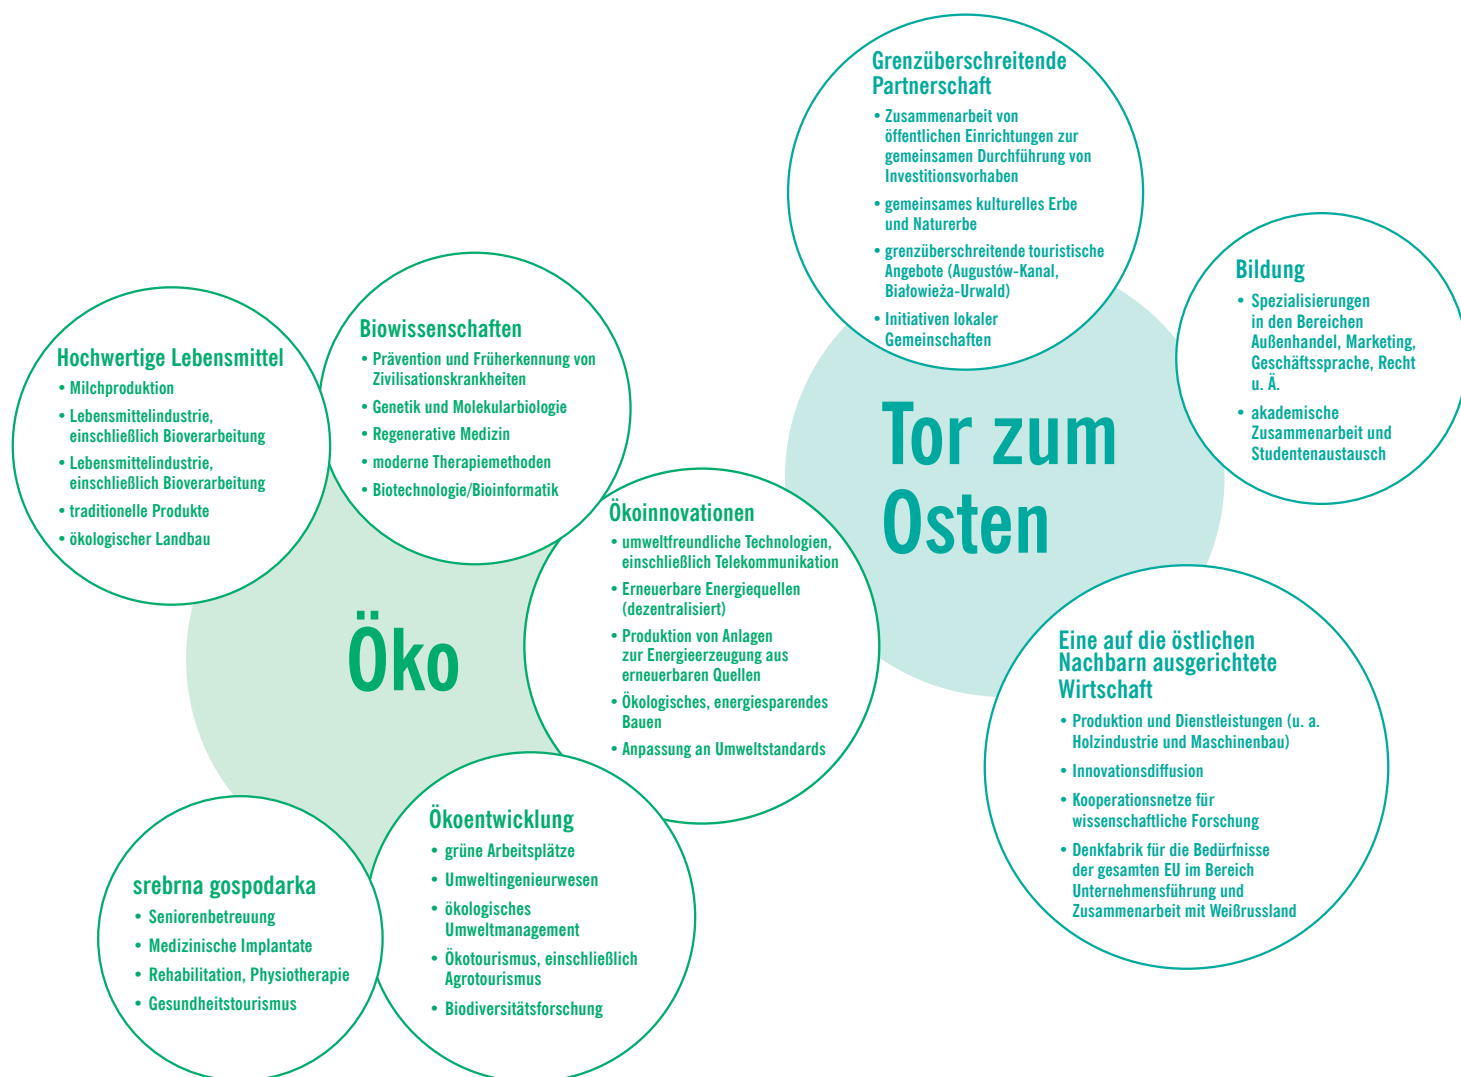 Hochwertige Lebensmittel
• Milchproduktion
• Lebensmittelindustrie,
einschließlich Bioverarbeitung
• Lebensmittelindustrie,
einschließlich Bioverarbeitung
• traditionelle Produkte
• ökologischer Landbau
Biowissenschaften
• Prävention und Früherkennung von
Zivilisationskrankheiten
• Genetik und Molekularbiologie
• Regenerative Medizin
• moderne Therapiemethoden
• Biotechnologie/Bioinformatik
Öko
Ökoinnovationen
• umweltfreundliche Technologien,
einschließlich Telekommunikation
• Erneuerbare Energiequellen
(dezentralisiert)
• Produktion von Anlagen
zur Energieerzeugung aus
erneuerbaren Quellen
• Ökologisches, energiesparendes
Bauen
• Anpassung an Umweltstandards
Ökoentwicklung
• grüne Arbeitsplätze
• Umweltingenieurwesen
• ökologisches
Umweltmanagement
• Ökotourismus, einschließlich
Agrotourismus
• Biodiversitätsforschung
srebrna gospodarka
• Seniorenbetreuung
• Medizinische Implantate
• Rehabilitation, Physiotherapie
• Gesundheitstourismus
Grenzüberschreitende
Partnerschaft
• Zusammenarbeit von
öffentlichen Einrichtungen zur
gemeinsamen Durchführung von
Investitionsvorhaben
• gemeinsames kulturelles Erbe
und Naturerbe
• grenzüberschreitende touristische
Angebote (Augustów-Kanal,
Białowieża-Urwald)
• Initiativen lokaler
Gemeinschaften
Tor zum
Osten
Bildung
• Spezialisierungen
in den Bereichen
Außenhandel, Marketing,
Geschäftssprache, Recht
u. Ä.
• akademische
Zusammenarbeit und
Studentenaustausch
Eine auf die östlichen
Nachbarn ausgerichtete
Wirtschaft
• Produktion und Dienstleistungen (u. a.
Holzindustrie und Maschinenbau)
• Innovationsdiffusion
• Kooperationsnetze für
wissenschaftliche Forschung
• Denkfabrik für die Bedürfnisse
der gesamten EU im Bereich
Unternehmensführung und
Zusammenarbeit mit Weißrussland